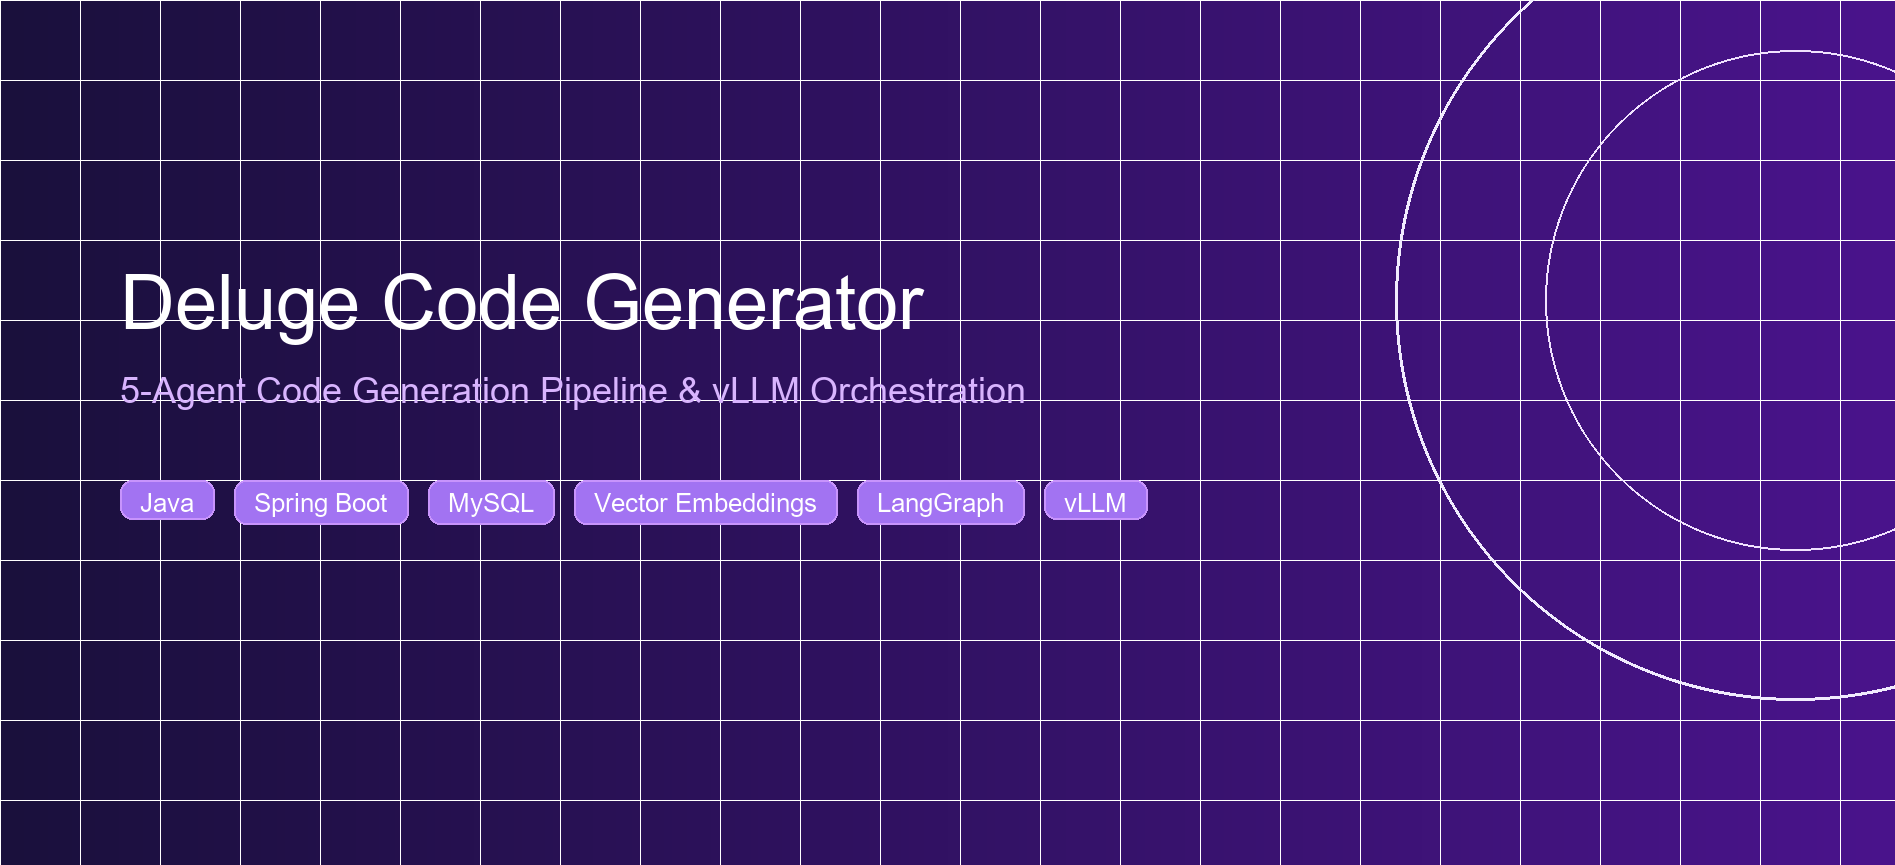 Deluge Code Generator
5-Agent Code Generation Pipeline & vLLM Orchestration
Java Spring Boot MySQL Vector Embeddings LangGraph vLLM